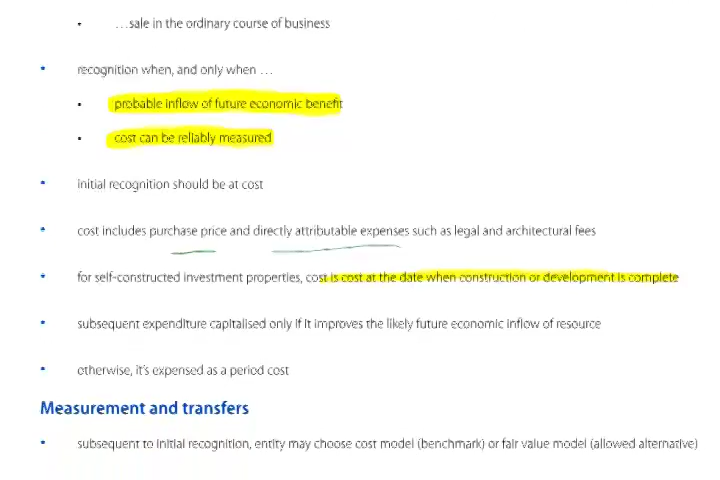 …sale in the ordinary course of business
recognition when, and only when …
probable inflow of future economic benefit
cost can be reliably measured
initial recognition should be at cost
cost includes purchase price and directly attributable expenses such as legal and architectural fees
for self-constructed investment properties, cost is cost at the date when construction or development is complete
subsequent expenditure capitalised only if it improves the likely future economic inflow of resource
otherwise, it's expensed as a period cost
Measurement and transfers
subsequent to initial recognition, entity may choose cost model (benchmark) or fair value model (allowed alternative)